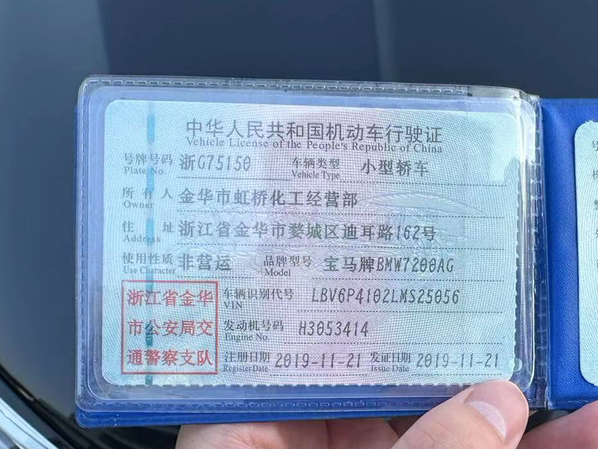 中华人民共和国机动车行驶证
Vehicle License of the People's Republic of China
号牌号码 浙G75150 车辆类型 小型轿车
Plate No. Vehicle Type
所有人 金华市虹桥化工经营部
Owner
住址 浙江省金华市婺城区迪耳路162号
Address
使用性质 非营运 品牌型号 宝马牌BMW7200AG
Use Character Model
浙江省金华
市公安局交
通警察支队
车辆识别代号 LBV6P4102LMS25056
VIN
发动机号码 H3053414
Engine No.
注册日期 2019-11-21 发证日期 2019-11-21
Register Date Issue Date